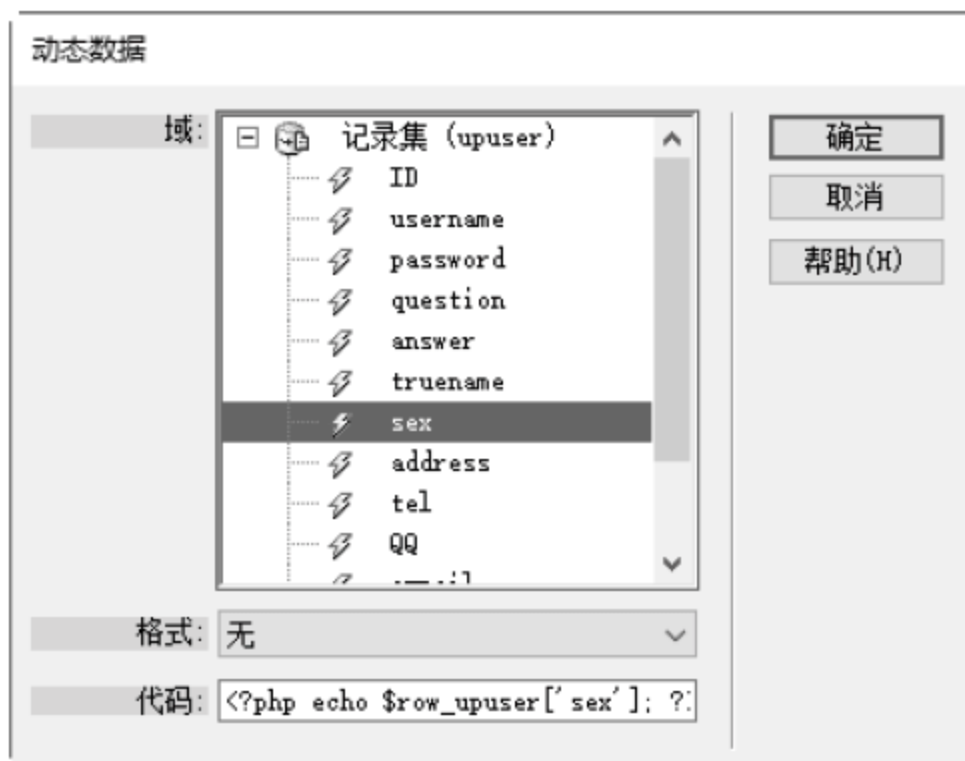 动态数据
域:
记录集 (upuser)
ID
username
password
question
answer
truename
sex
address
tel
QQ
格式:
无
代码:
<?php echo $row_upuser['sex']; ?
确定
取消
帮助(H)